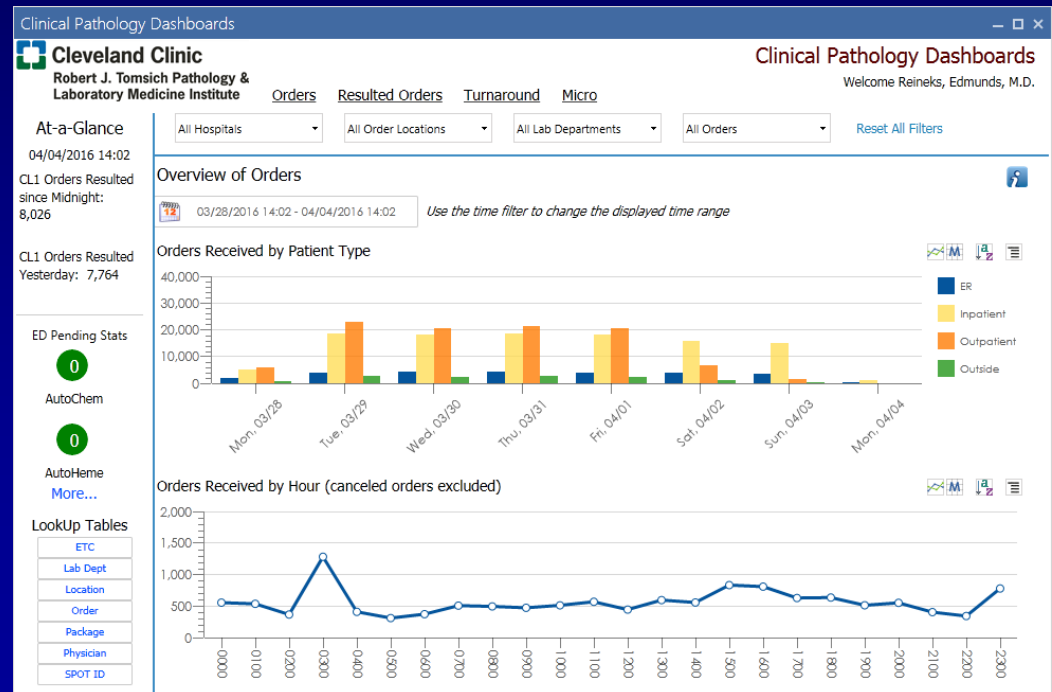 Clinical Pathology Dashboards
Cleveland Clinic
Robert J. Tomsich Pathology &
Laboratory Medicine Institute
Orders Resulted Orders Turnaround Micro
Clinical Pathology Dashboards
Welcome Reineks, Edmunds, M.D.
At-a-Glance
04/04/2016 14:02
CL1 Orders Resulted
since Midnight:
8,026
CL1 Orders Resulted
Yesterday: 7,764
ED Pending Stats
0
AutoChem
0
AutoHeme
More...
LookUp Tables
ETC
Lab Dept
Location
Order
Package
Physician
SPOT ID
All Hospitals All Order Locations All Lab Departments All Orders Reset All Filters
Overview of Orders
12 03/28/2016 14:02 - 04/04/2016 14:02 Use the time filter to change the displayed time range
Orders Received by Patient Type
40,000
30,000
20,000
10,000
0
Mon, 03/28 Tue, 03/29 Wed, 03/30 Thu, 03/31 Fri, 04/01 Sat, 04/02 Sun, 04/03 Mon, 04/04
M a z
ER
Inpatient
Outpatient
Outside
Orders Received by Hour (canceled orders excluded)
M a z
2,000
1,500
1,000
500
0
0000 0100 0200 0300 0400 0500 0600 0700 0800 0900 1000 1100 1200 1300 1400 1500 1600 1700 1800 1900 2000 2100 2200 2300